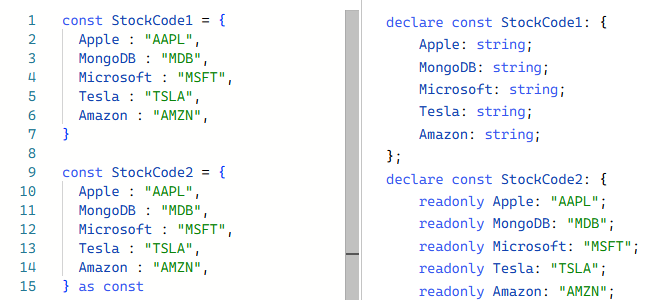 1 const StockCode1 = {
2 Apple : "AAPL",
3 MongoDB : "MDB",
4 Microsoft : "MSFT",
5 Tesla : "TSLA",
6 Amazon : "AMZN",
7 }
8
9 const StockCode2 = {
10 Apple : "AAPL",
11 MongoDB : "MDB",
12 Microsoft : "MSFT",
13 Tesla : "TSLA",
14 Amazon : "AMZN",
15 } as const
declare const StockCode1: {
Apple: string;
MongoDB: string;
Microsoft: string;
Tesla: string;
Amazon: string;
};
declare const StockCode2: {
readonly Apple: "AAPL";
readonly MongoDB: "MDB";
readonly Microsoft: "MSFT";
readonly Tesla: "TSLA";
readonly Amazon: "AMZN";